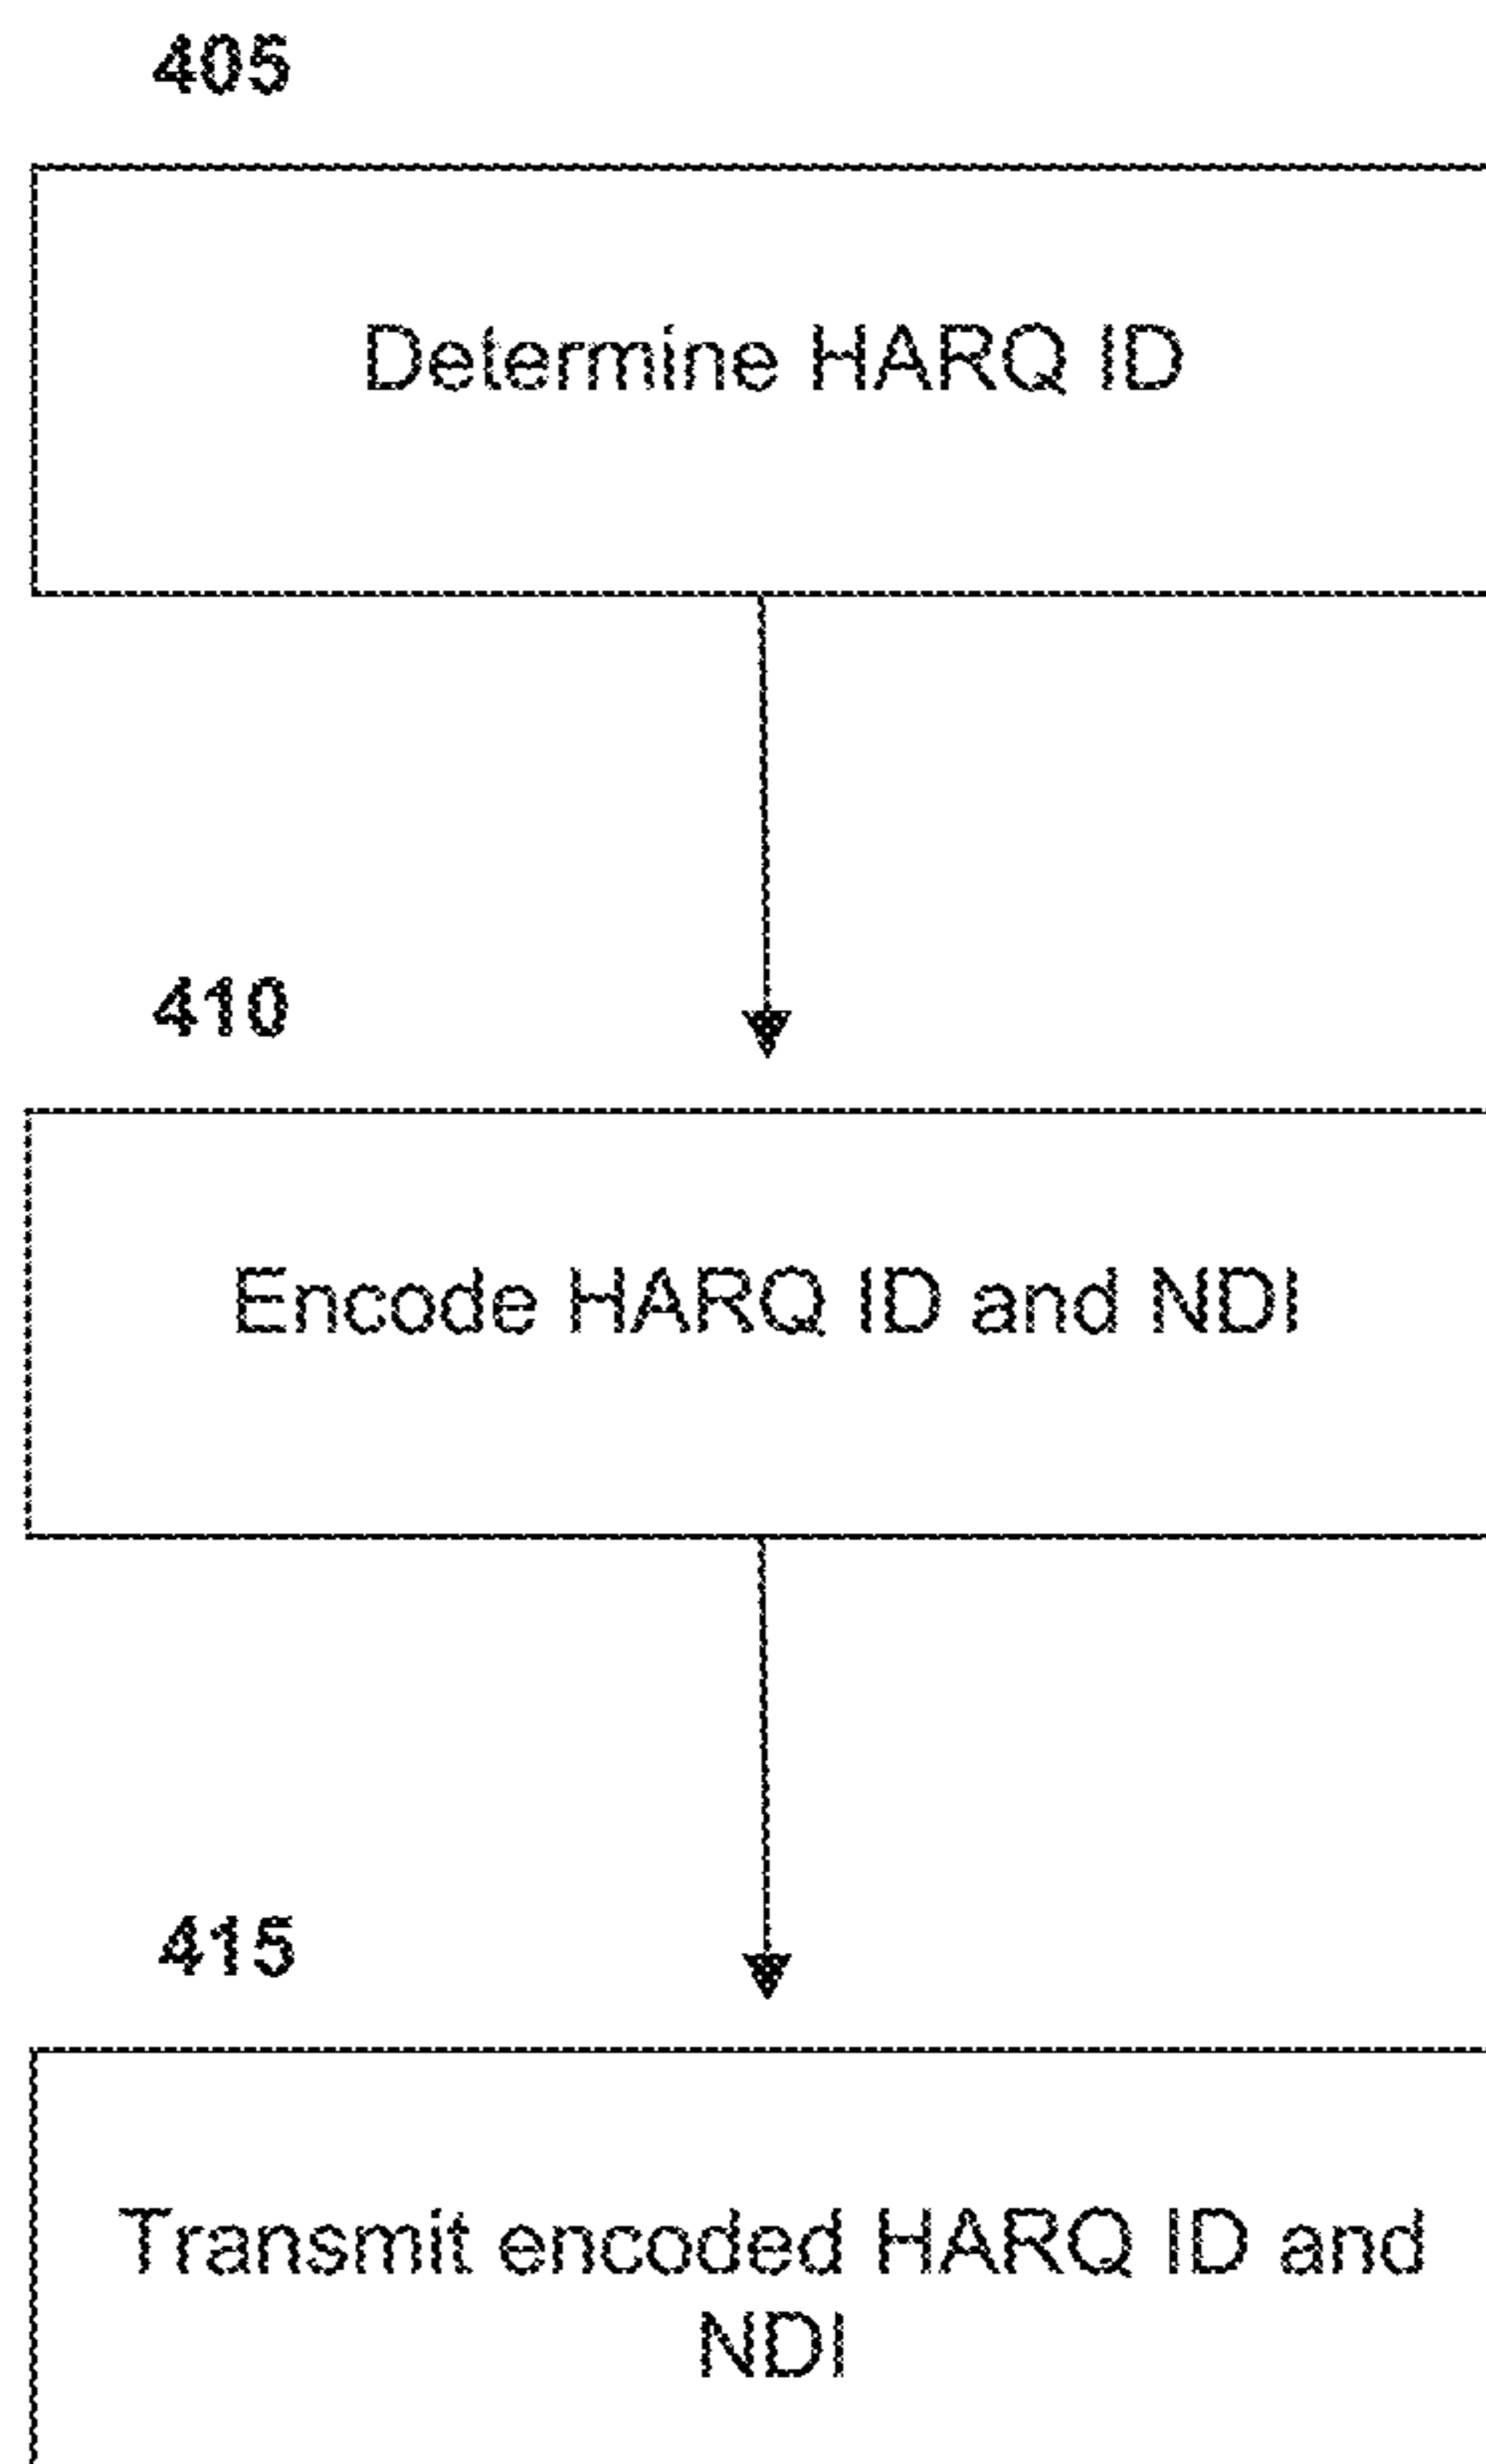 405
Determine HARQ ID
410
Encode HARQ ID and NDI
415
Transmit encoded HARQ ID and
NDI